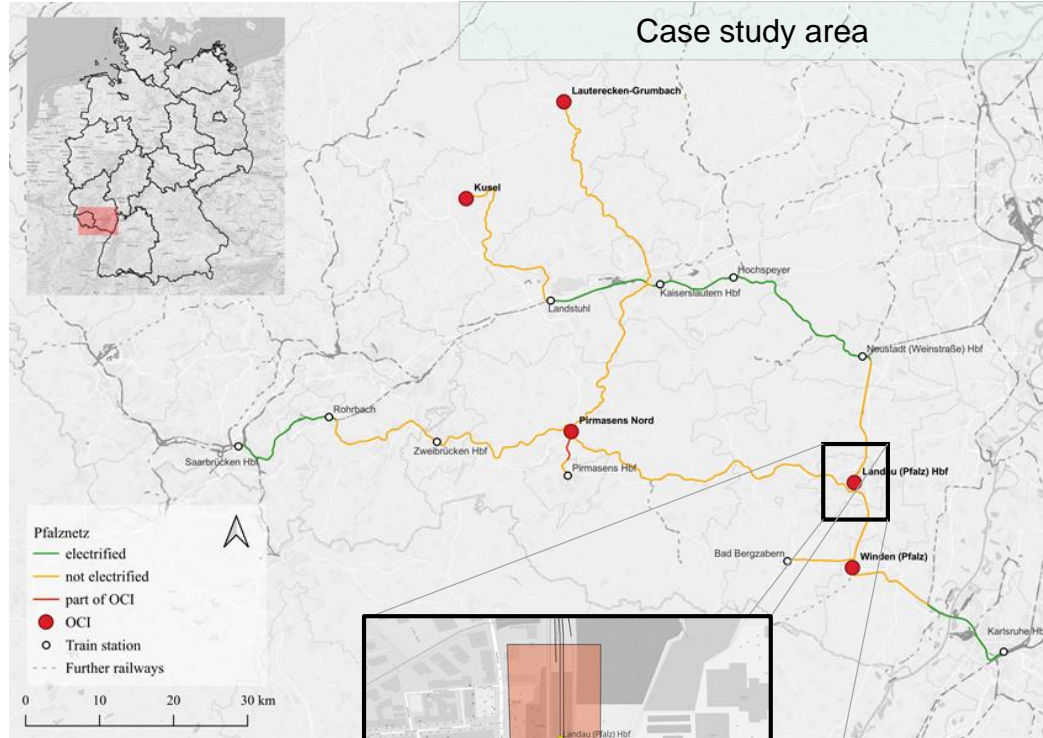 Case study area
Lauterecken-Grumbach
Kusel
Hochspeyer
Kaiserslautern Hbf
Landstuhl
Neustadt (Weinstraße) Hbf
Rohrbach
Pirmasens Nord
Zweibrücken Hbf
Saarbrücken Hbf
Pirmasens Hbf
Landau (Pfalz) Hbf
Bad Bergzabern
Winden (Pfalz)
Karlsruhe Hb
Pfalznetz
electrified
not electrified
part of OCI
OCI
Train station
Further railways
0 10 20 30 km
Landau (Pfalz) Hbf